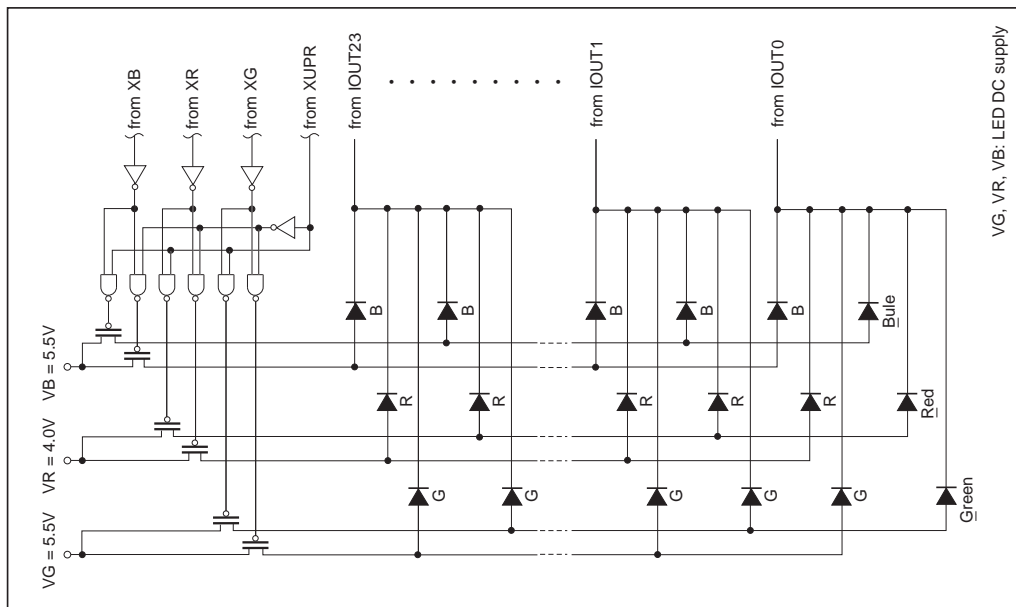 from XB
from XR
from XG
from XUPR
from IOUT23
from IOUT1
from IOUT0
VB = 5.5V
VR = 4.0V
VG = 5.5V
B
B
B
B
B
Bule
R
R
R
R
R
Red
G
G
G
G
G
Green
VG, VR, VB: LED DC supply